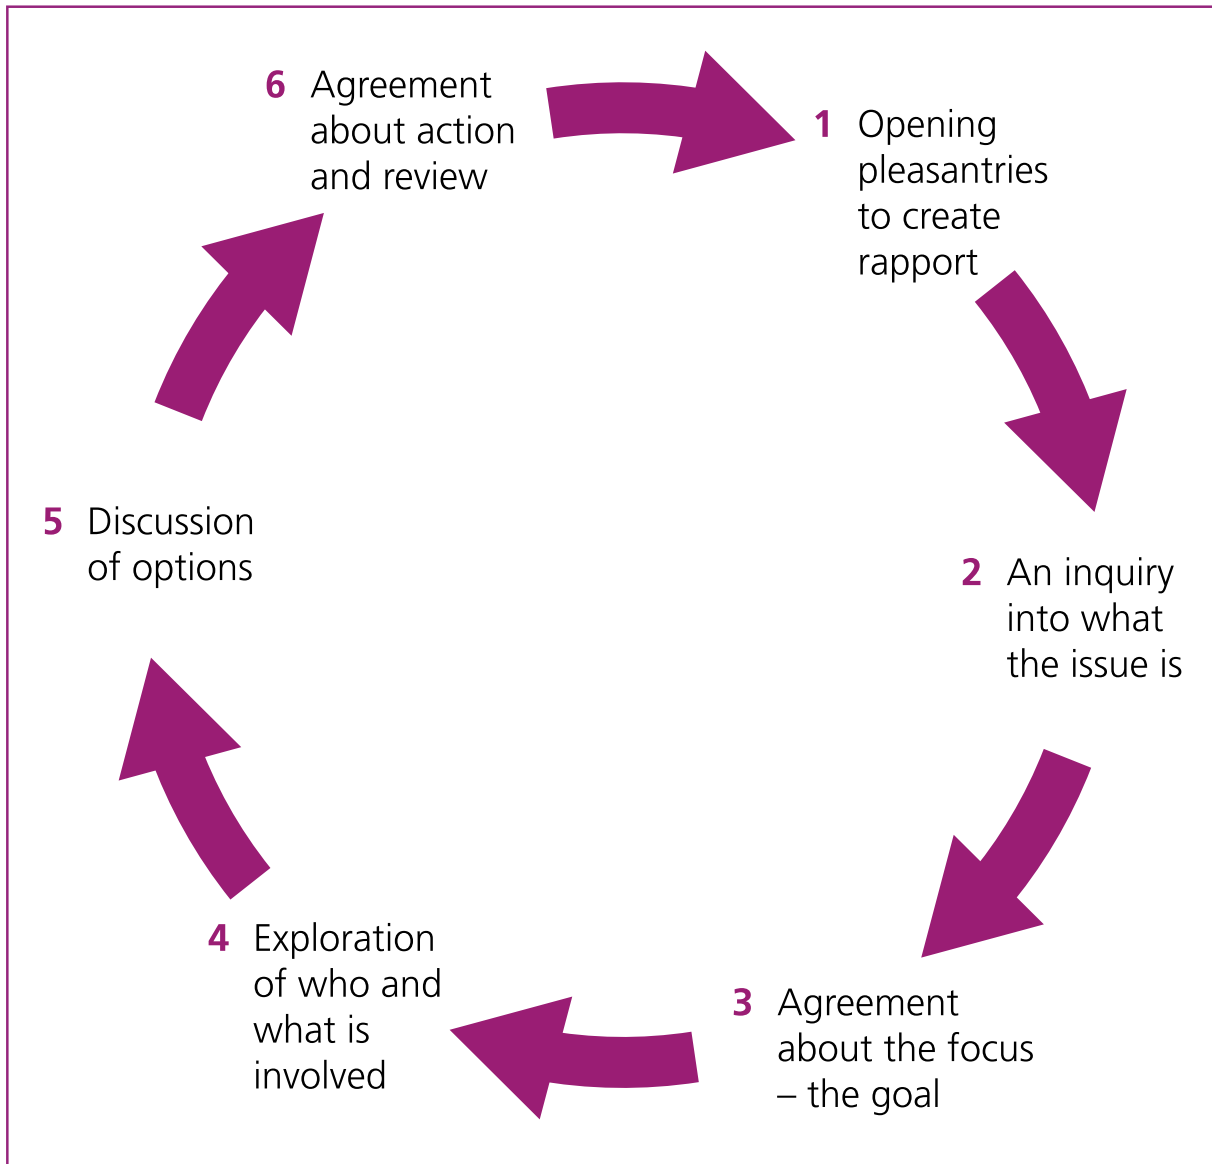 1 Opening
pleasantries
to create
rapport
2 An inquiry
into what
the issue is
3 Agreement
about the focus
– the goal
4 Exploration
of who and
what is
involved
5 Discussion
of options
6 Agreement
about action
and review